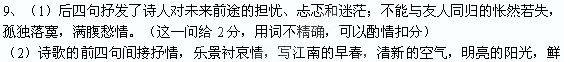 9、（1）后四句抒发了诗人对未来前途的担忧、忐忑和迷茫；不能与友人同归的怅然若失，
孤独落寞，满腹愁情。（这一问给 2 分，用词不精确，可以酌情扣分）
（2）诗歌的前四句间接抒情，乐景衬哀情，写江南的早春，清新的空气，明亮的阳光，鲜